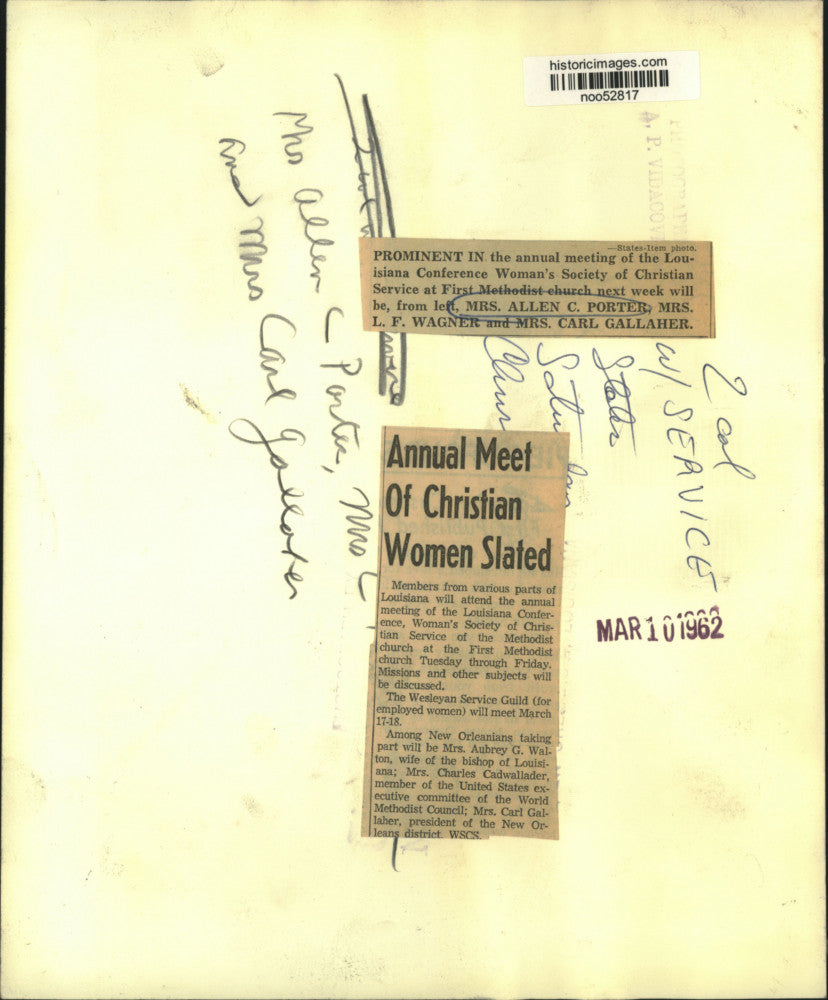 historicimages.com
noo52817
A. P. VIDACOV
—States-Item photo.
PROMINENT IN the annual meeting of the Lou-
isiana Conference Woman's Society of Christian
Service at First Methodist church next week will
be, from left, MRS. ALLEN C. PORTER, MRS.
L. F. WAGNER and MRS. CARL GALLAHER.
Mrs Allen C Porter, Mrs L
and Mrs Carl Gallaher
2 col
w/ SERVICE
States
Annual Meet
Of Christian
Women Slated
Members from various parts of
Louisiana will attend the annual
meeting of the Louisiana Confer-
ence, Woman's Society of Chris-
tian Service of the Methodist
church at the First Methodist
church Tuesday through Friday.
Missions and other subjects will
be discussed.
The Wesleyan Service Guild (for
employed women) will meet March
17-18.
Among New Orleanians taking
part will be Mrs. Aubrey G. Wal-
ton, wife of the bishop of Louisi-
ana; Mrs. Charles Cadwallader,
member of the United States ex-
ecutive committee of the World
Methodist Council; Mrs. Carl Gal-
laher, president of the New Or-
leans district, WSCS.
MAR 10 1962